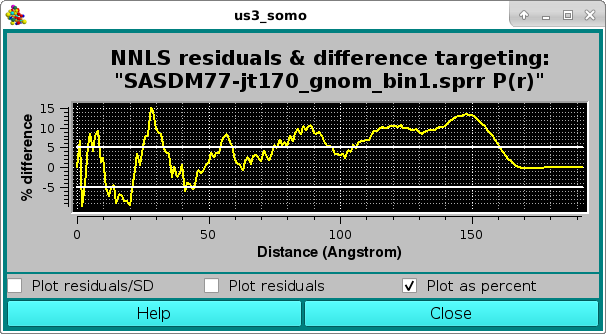 us3_somo
NNLS residuals & difference targeting:
"SASDM77-jt170_gnom_bin1.sprr P(r)"
% difference
15
10
5
0
-5
0 50 100 150
Distance (Angstrom)
Plot residuals/SD Plot residuals Plot as percent
Help Close